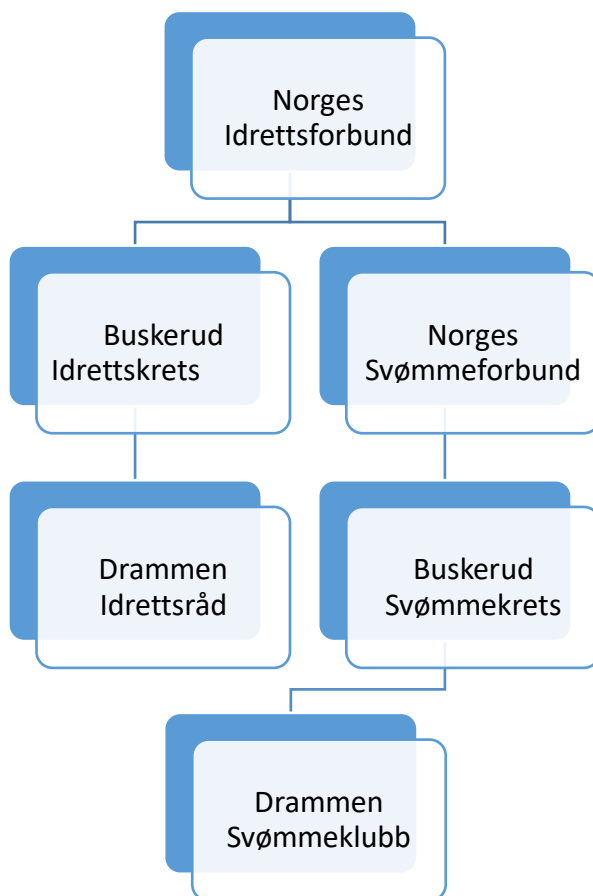 Norges
Idrettsforbund
Buskerud
Idrettskrets
Norges
Svømmeforbund
Drammen
Idrettsråd
Buskerud
Svømmekrets
Drammen
Svømmeklubb